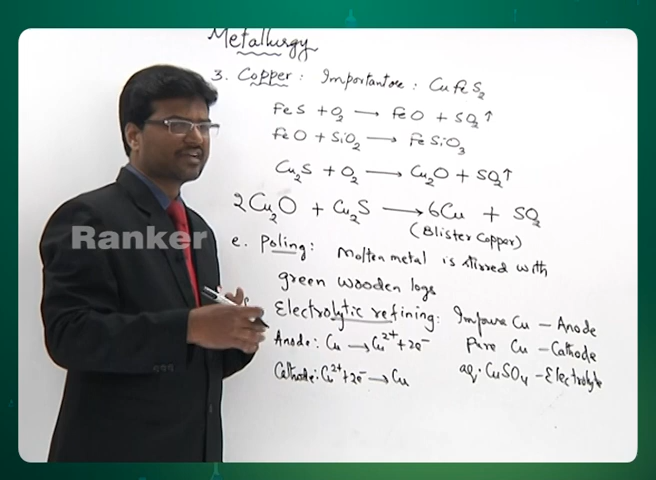 Metallurgy
3. Copper : Important ore : CuFeS₂
FeS + O₂ → FeO + SO₂↑
FeO + SiO₂ → FeSiO₃
Cu₂S + O₂ → Cu₂O + SO₂↑
2Cu₂O + Cu₂S → 6Cu + SO₂
(Blister Copper)
Ranker
e. Poling : Molten metal is stirred with
green wooden logs
Electrolytic refining : Impure Cu – Anode
Anode : Cu → Cu²⁺ + 2e⁻ Pure Cu – Cathode
Cathode : Cu²⁺ + 2e⁻ → Cu aq. CuSO₄ – Electrolyte